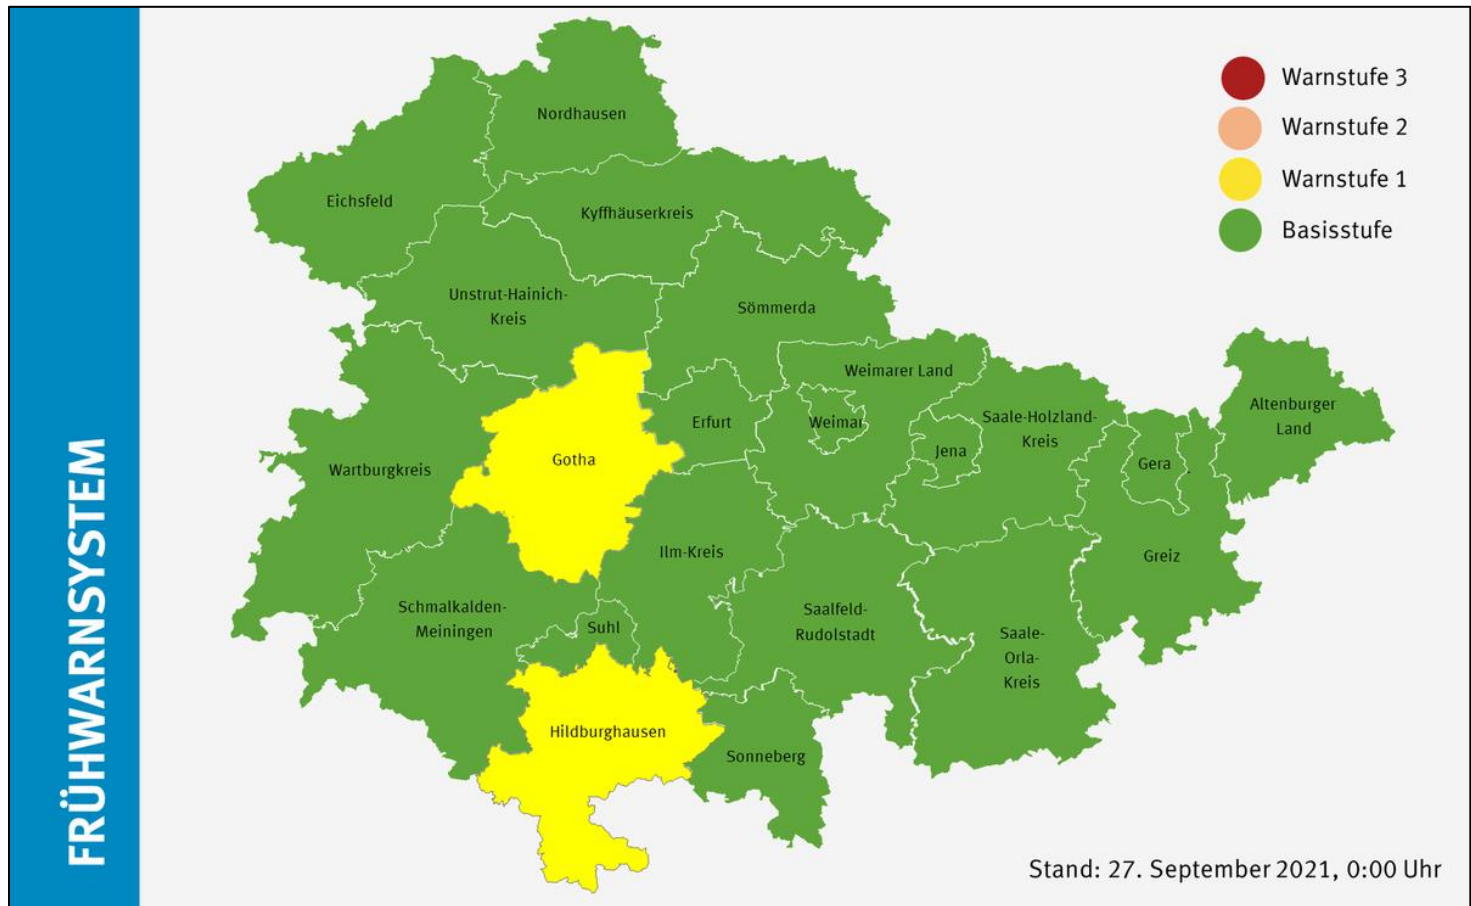 FRÜHWARNSYSTEM
Warnstufe 3
Warnstufe 2
Warnstufe 1
Basisstufe
Nordhausen
Eichsfeld
Kyffhäuserkreis
Unstrut-Hainich-
Kreis
Sömmerda
Weimarer Land
Altenburger
Land
Saale-Holzland-
Kreis
Erfurt
Weimar
Jena
Gera
Wartburgkreis
Gotha
Ilm-Kreis
Greiz
Schmalkalden-
Meiningen
Suhl
Saalfeld-
Rudolstadt
Saale-
Orla-
Kreis
Hildburghausen
Sonneberg
Stand: 27. September 2021, 0:00 Uhr